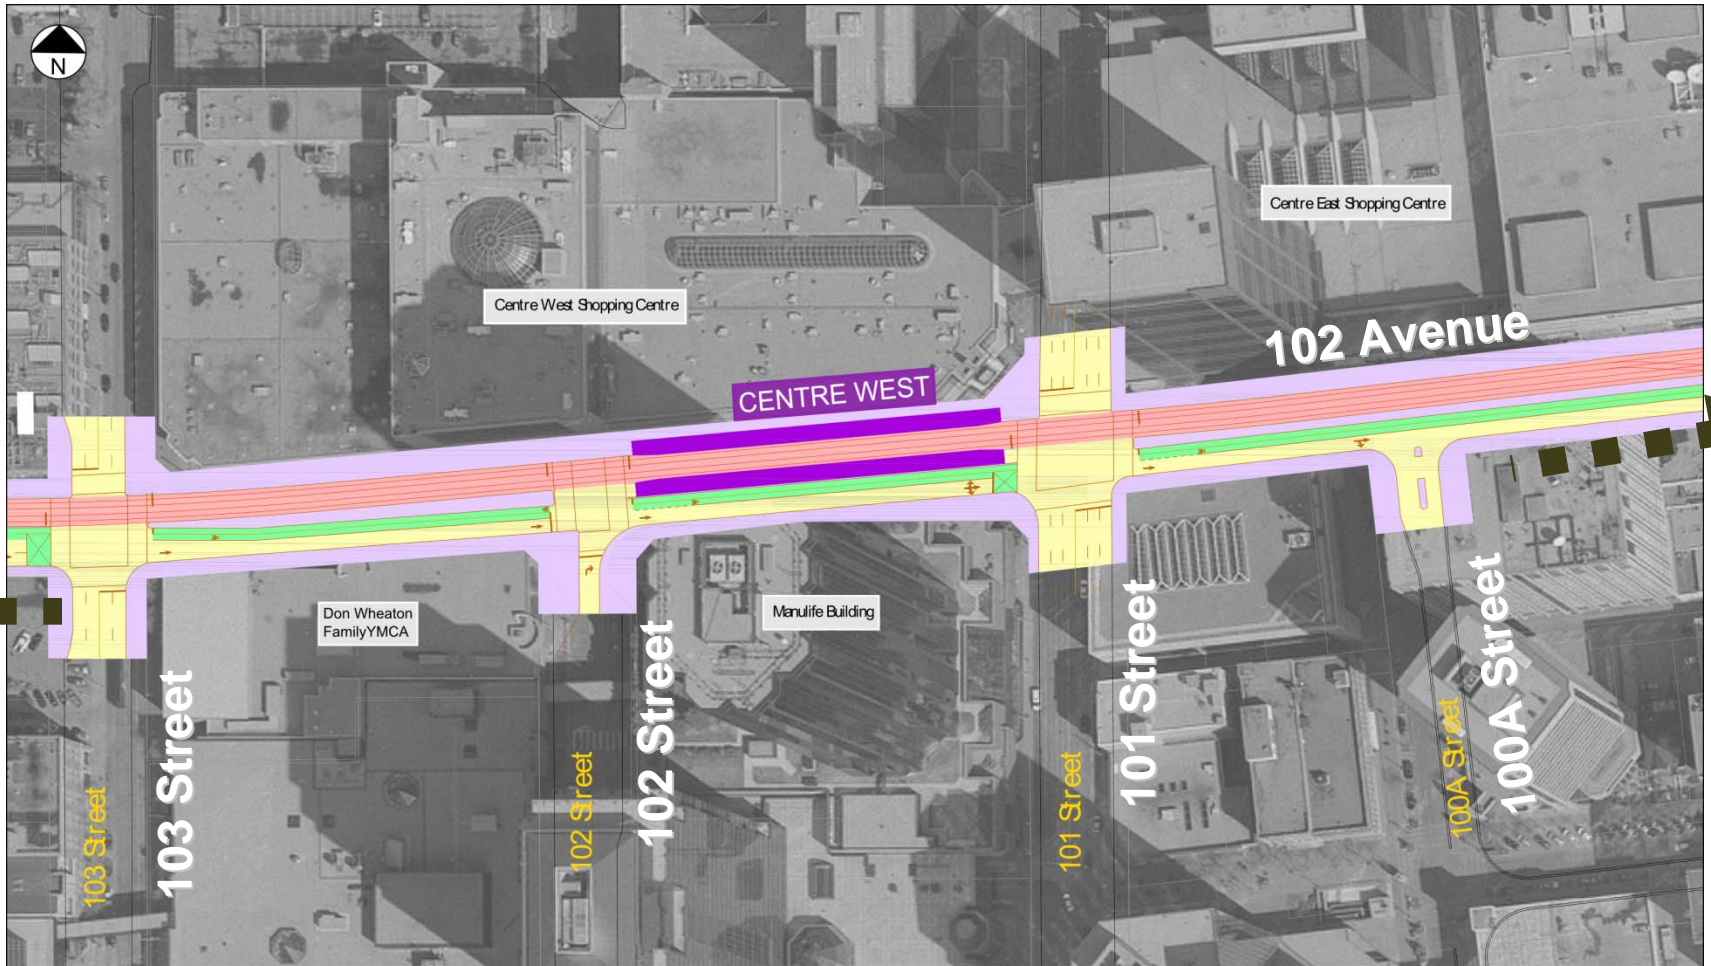 N
Centre East Shopping Centre
Centre West Shopping Centre
102 Avenue
CENTRE WEST
Don Wheaton
FamilyYMCA
Manulife Building
103 Street
103 Street
102 Street
102 Street
101 Street
101 Street
100A Street
100A Street